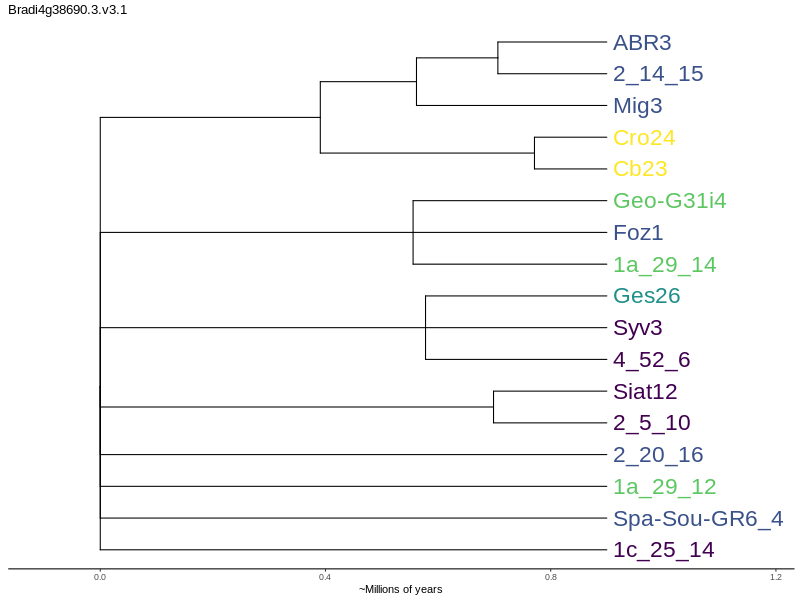 Bradi4g38690.3.v3.1
ABR3
2_14_15
Mig3
Cro24
Cb23
Geo-G31i4
Foz1
1a_29_14
Ges26
Syv3
4_52_6
Siat12
2_5_10
2_20_16
1a_29_12
Spa-Sou-GR6_4
1c_25_14
0.0 0.4 0.8 1.2
~Millions of years